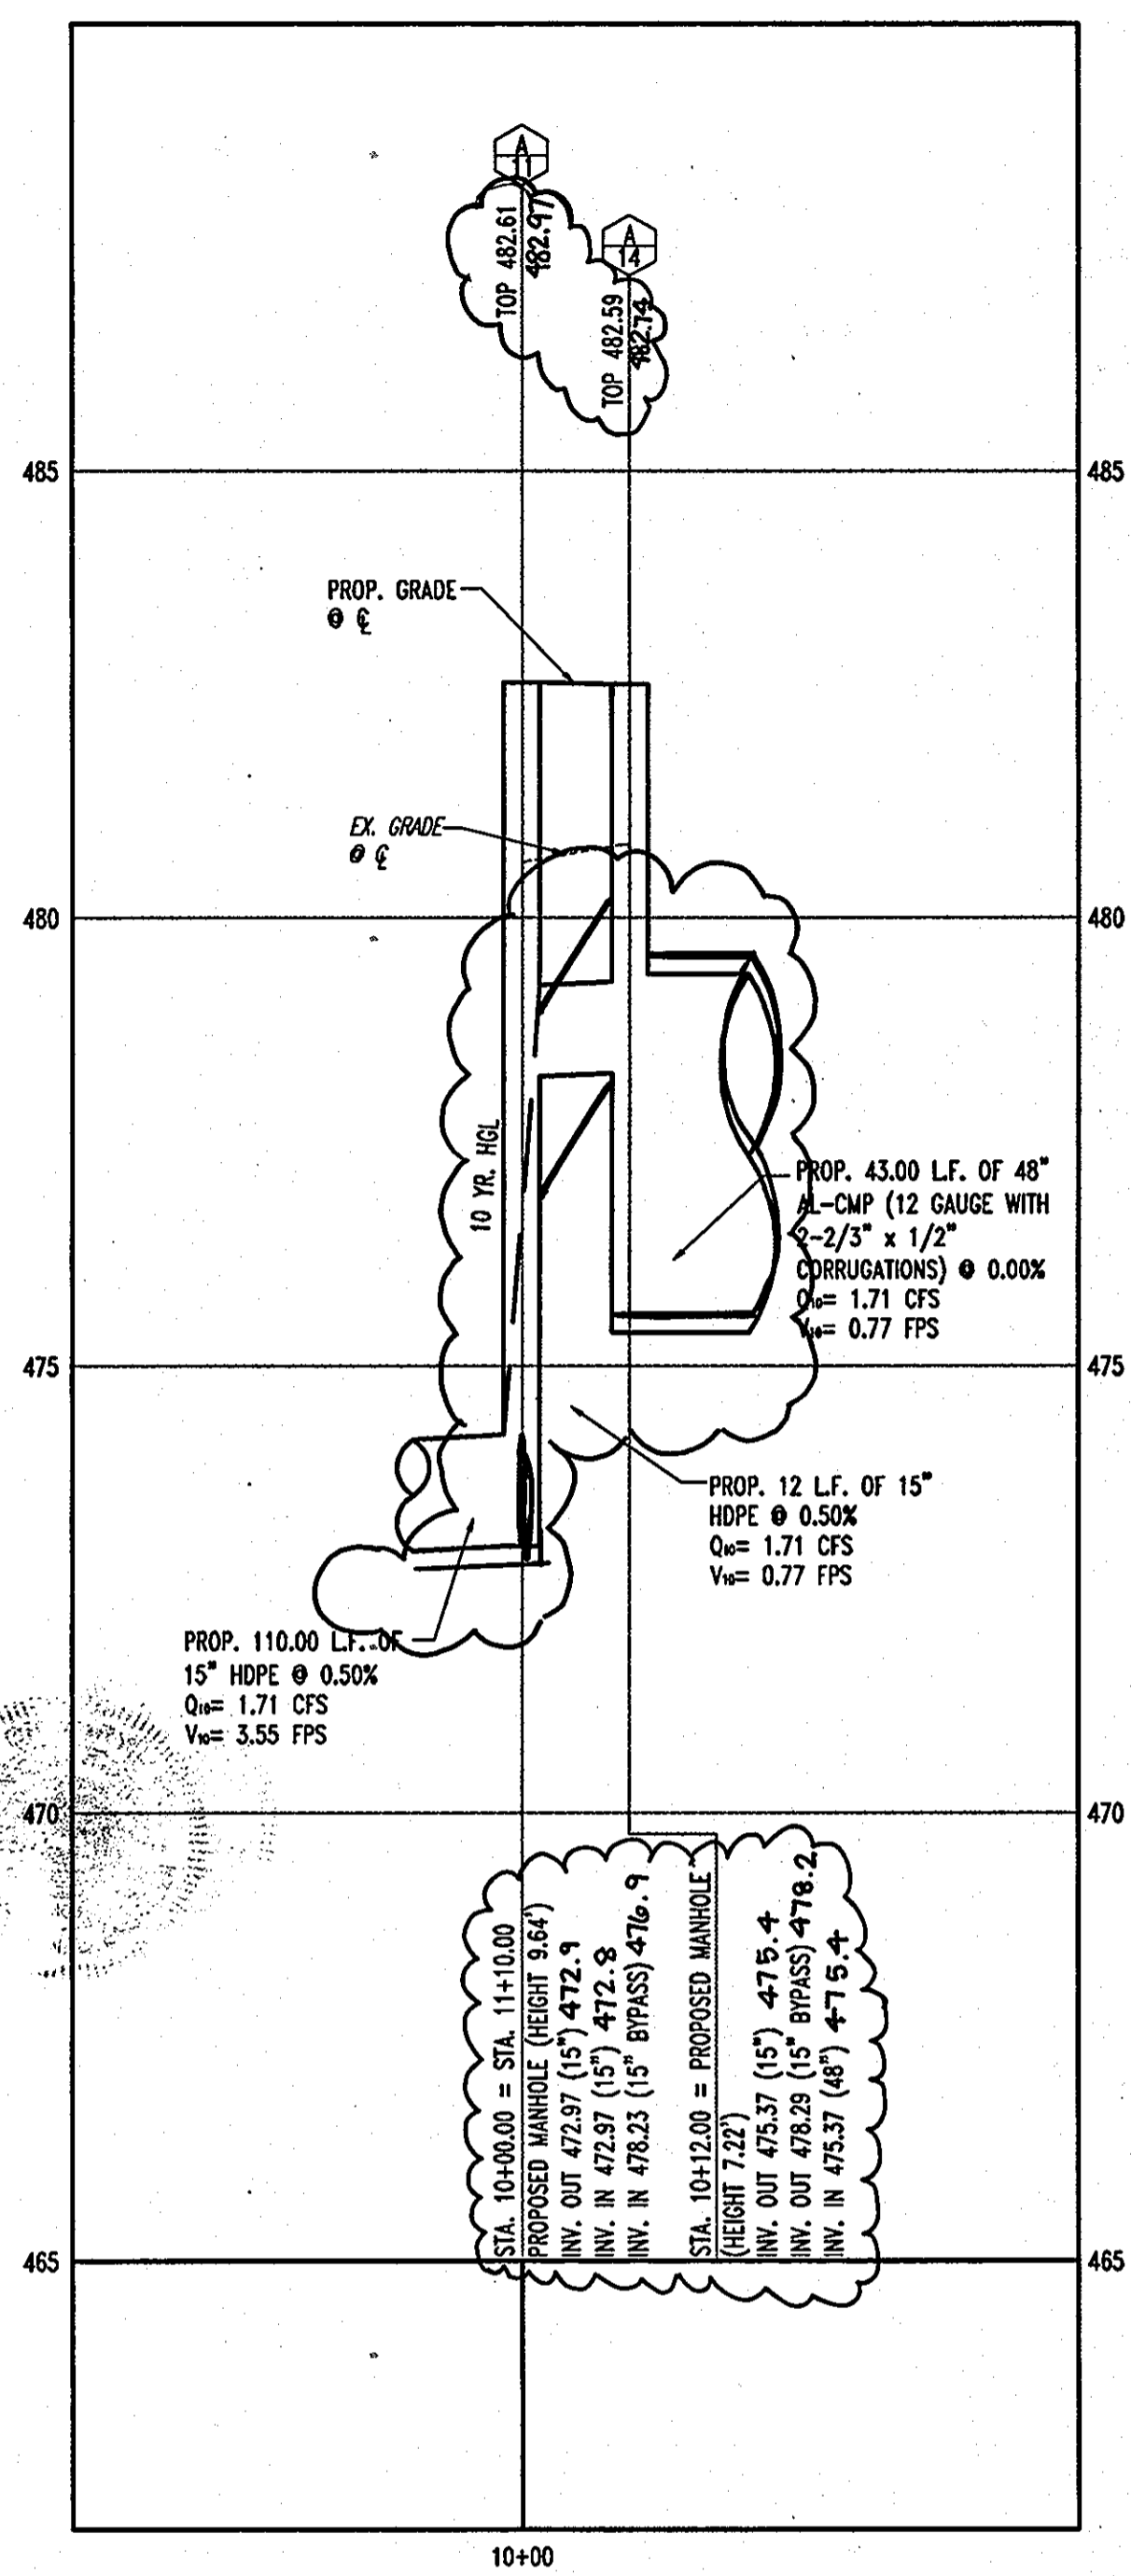 A
11
TOP 482.61
482.97
A
14
TOP 482.59
482.74
485
485
PROP. GRADE
@ ℄
EX. GRADE
@ ℄
480
480
10 YR. HGL
PROP. 43.00 L.F. OF 48"
AL-CMP (12 GAUGE WITH
2-2/3" x 1/2"
CORRUGATIONS) @ 0.00%
Q₁₀= 1.71 CFS
V₁₀= 0.77 FPS
475
475
PROP. 12 L.F. OF 15"
HDPE @ 0.50%
Q₁₀= 1.71 CFS
V₁₀= 0.77 FPS
PROP. 110.00 L.F. OF
15" HDPE @ 0.50%
Q₁₀= 1.71 CFS
V₁₀= 3.55 FPS
470
470
STA. 10+00.00 = STA. 11+10.00
PROPOSED MANHOLE (HEIGHT 9.64')
INV. OUT 472.97 (15") 472.9
INV. IN 472.97 (15") 472.8
INV. IN 478.23 (15" BYPASS) 476.9
STA. 10+12.00 = PROPOSED MANHOLE
(HEIGHT 7.22')
INV. OUT 475.37 (15") 475.4
INV. OUT 478.29 (15" BYPASS) 478.2
INV. IN 475.37 (48") 475.4
465
465
10+00